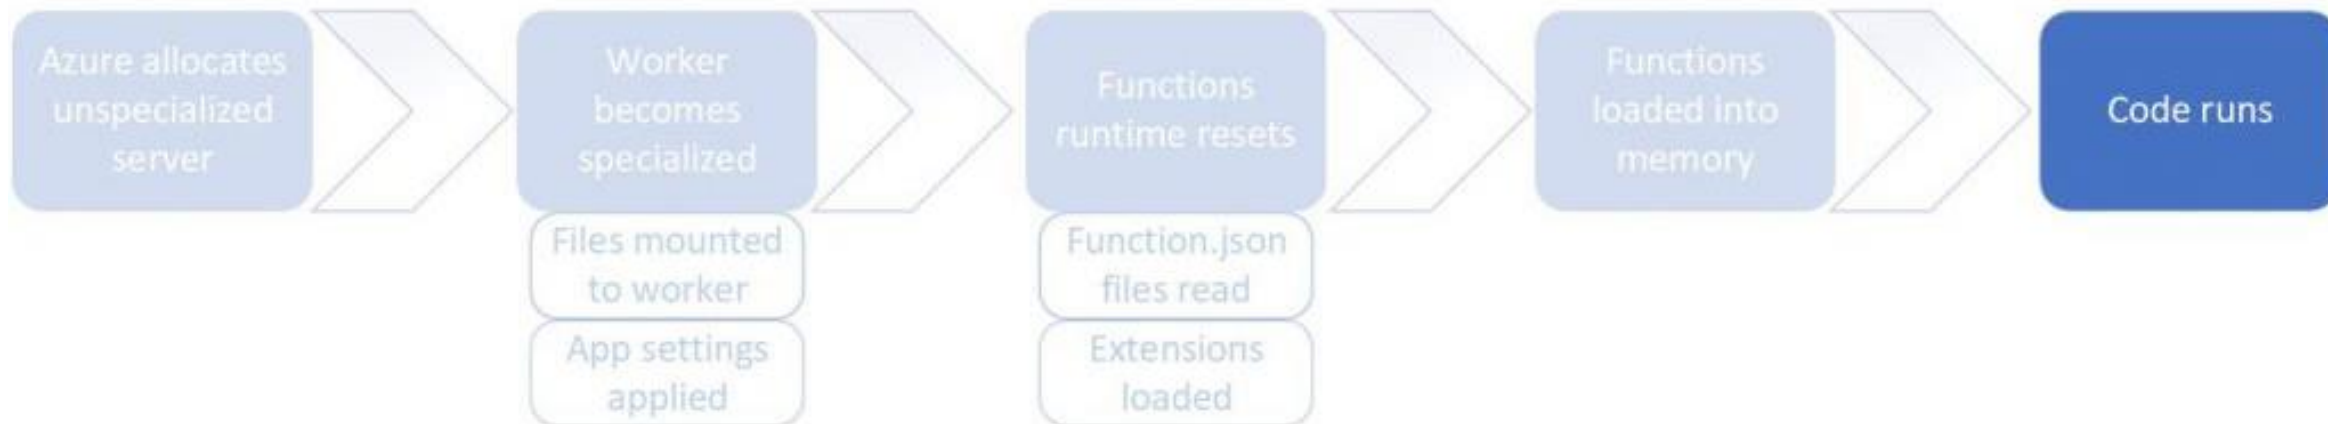 Azure allocates
unspecialized
server
Worker
becomes
specialized
Files mounted
to worker
App settings
applied
Functions
runtime resets
Function.json
files read
Extensions
loaded
Functions
loaded into
memory
Code runs